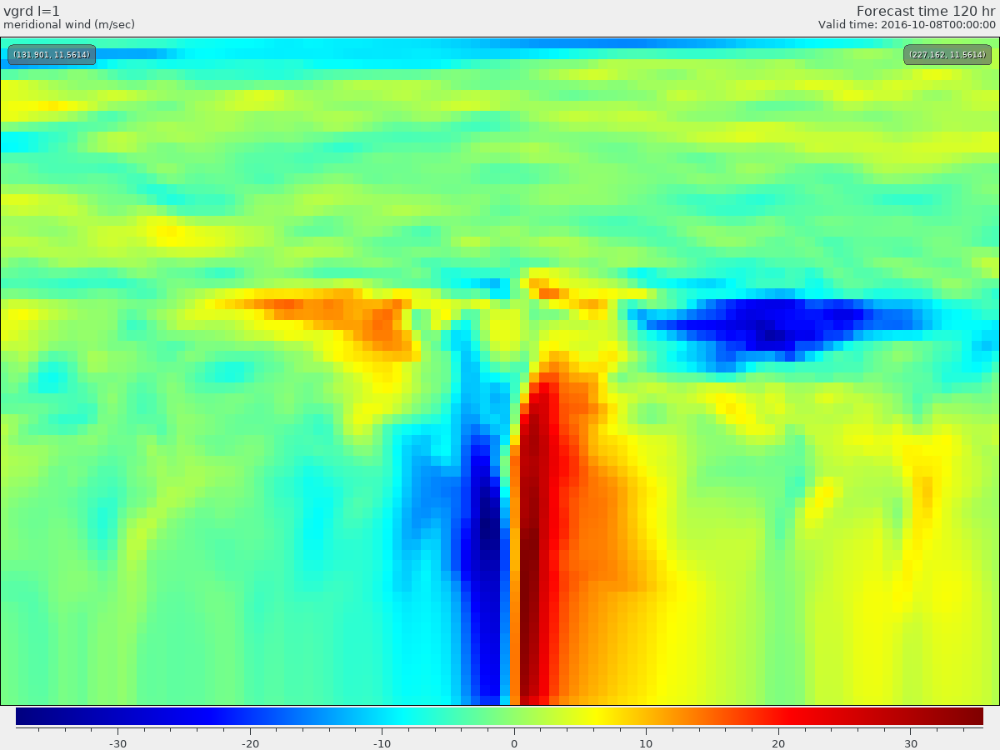 vgrd l=1
meridional wind (m/sec)
Forecast time 120 hr
Valid time: 2016-10-08T00:00:00
(131.901, 11.5614)
(227.162, 11.5614)
-30 -20 -10 0 10 20 30